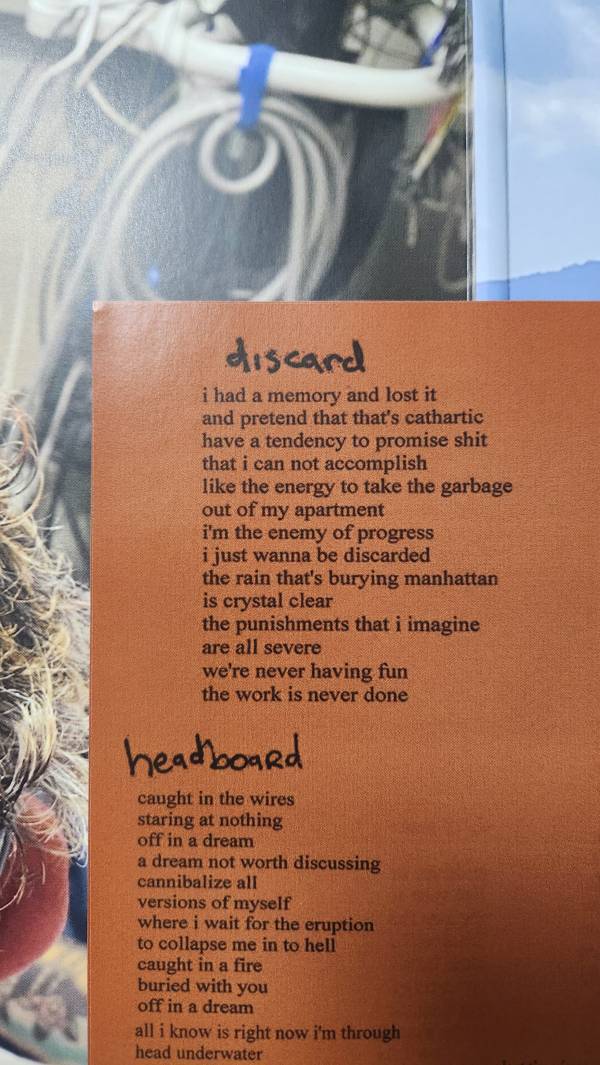 discard
i had a memory and lost it
and pretend that that's cathartic
have a tendency to promise shit
that i can not accomplish
like the energy to take the garbage
out of my apartment
i'm the enemy of progress
i just wanna be discarded
the rain that's burying manhattan
is crystal clear
the punishments that i imagine
are all severe
we're never having fun
the work is never done
headboard
caught in the wires
staring at nothing
off in a dream
a dream not worth discussing
cannibalize all
versions of myself
where i wait for the eruption
to collapse me in to hell
caught in a fire
buried with you
off in a dream
all i know is right now i'm through
head underwater